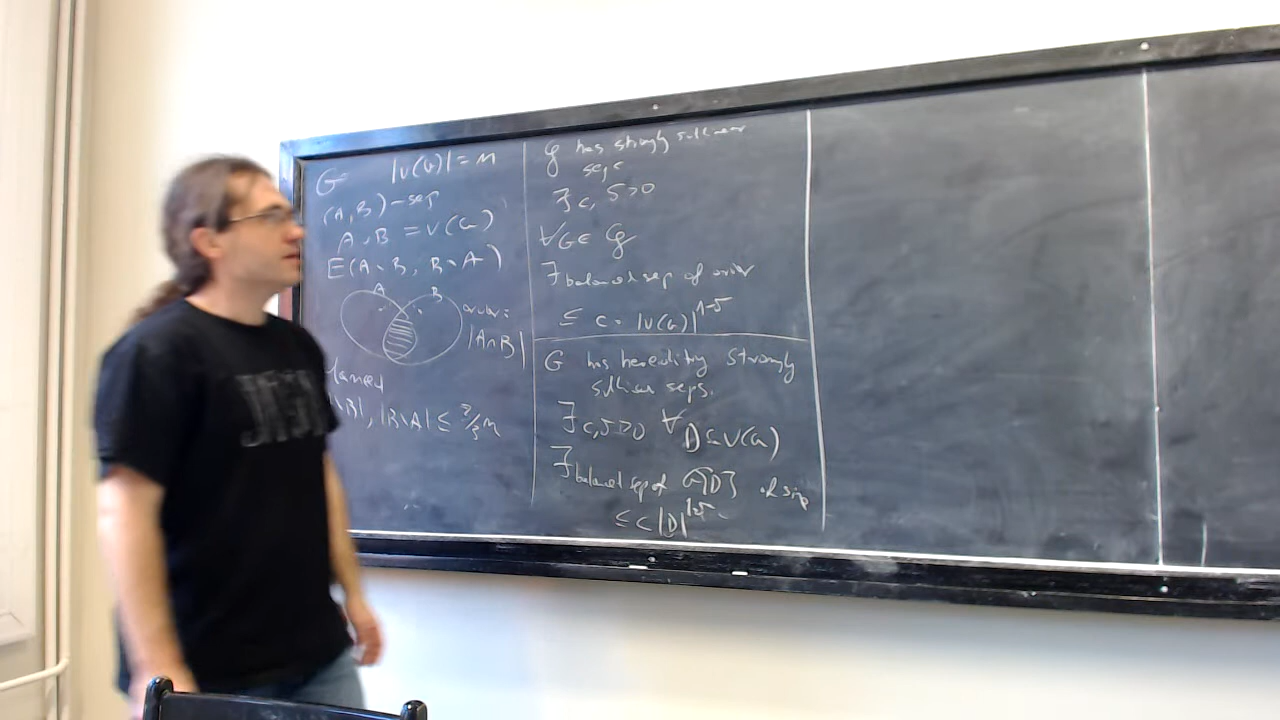 G |V(G)| = n
(A, B) - sep
A ∪ B = V(G)
E(A \ B, B \ A)
A B
order:
|A∩B|
|B\A| ≤ 2/3 n
𝒢 has strongly sublinear
seps
∃ c, δ>0
∀G∈ 𝒢
∃ balanced sep of order
≤ c · |V(G)|^{1-δ}
G has hereditary strongly
sublinear seps.
∃ c,δ>0 ∀ D⊆V(G)
∃ balanced sep of G[D] of size
≤ c |D|^{1-δ}